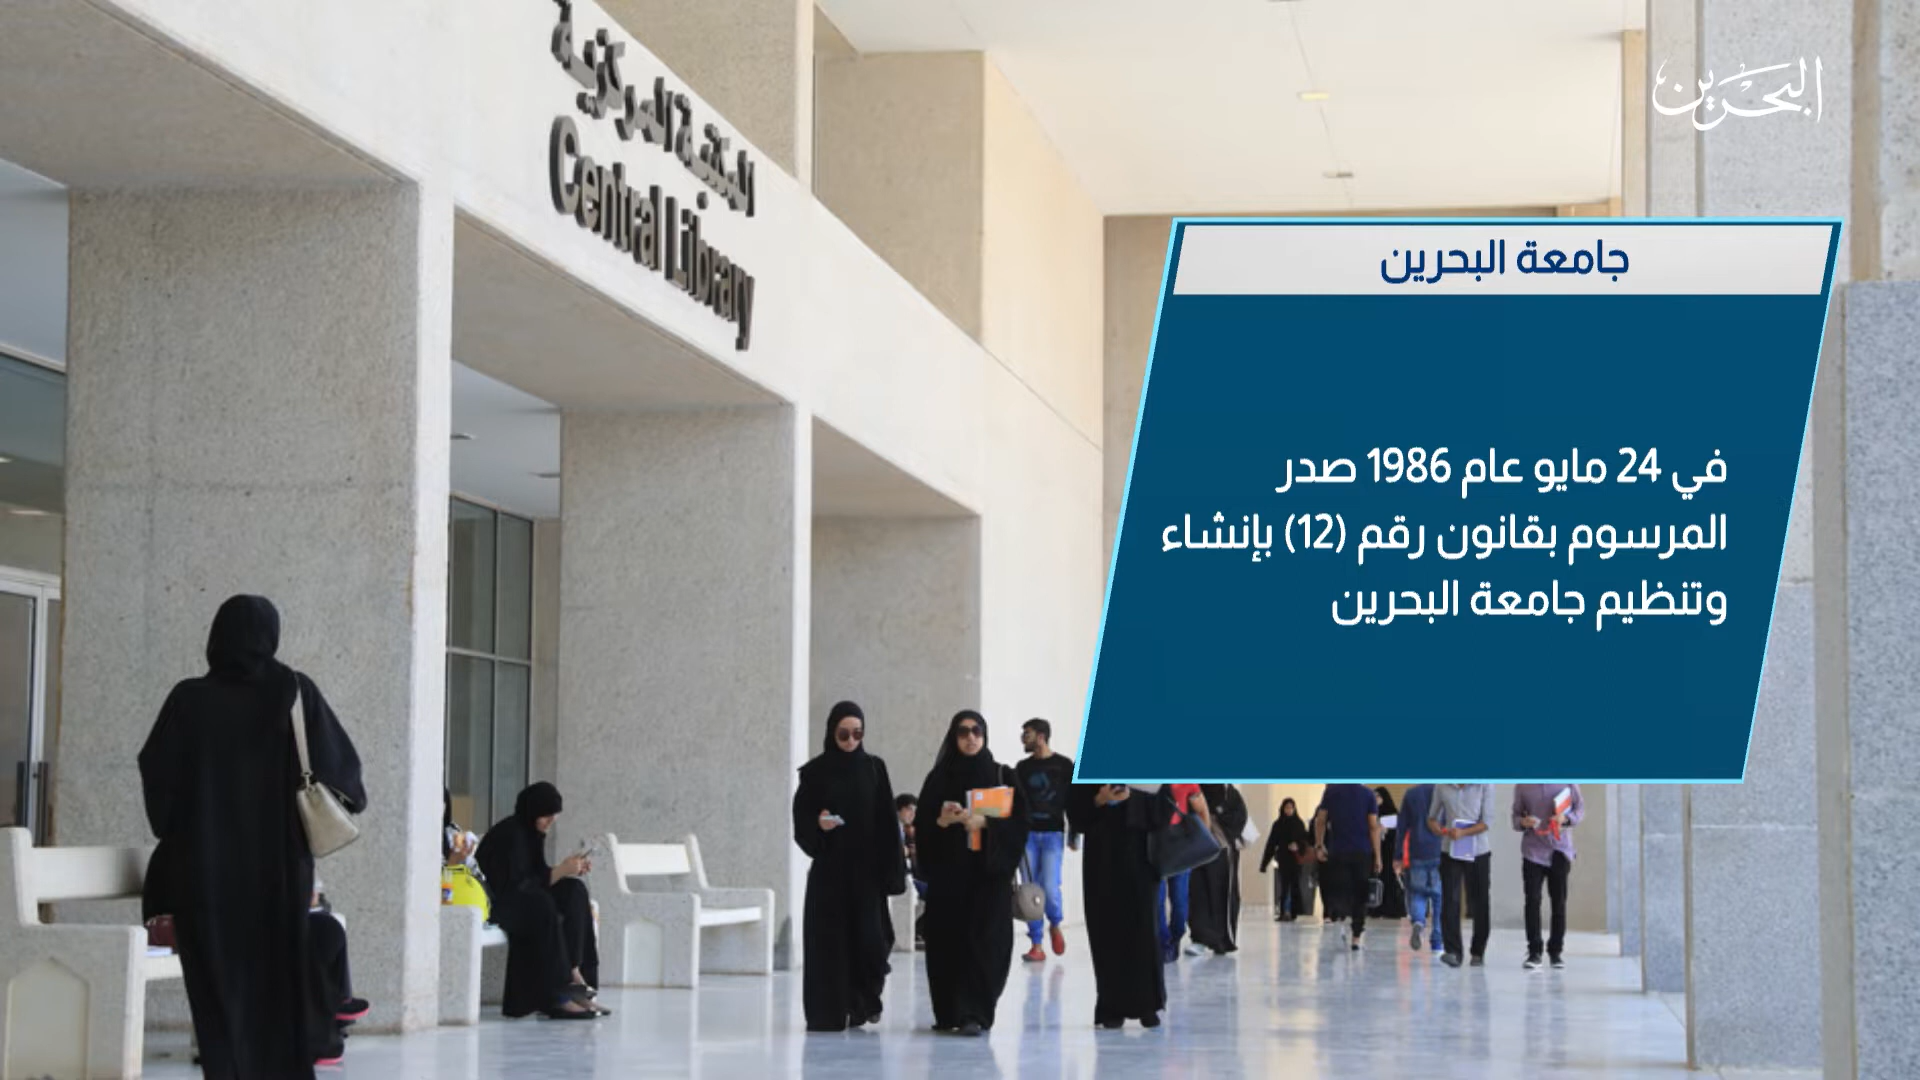 المكتبة المركزية
Central Library
البحرين
جامعة البحرين
في 24 مايو عام 1986 صدر
المرسوم بقانون رقم (12) بإنشاء
وتنظيم جامعة البحرين